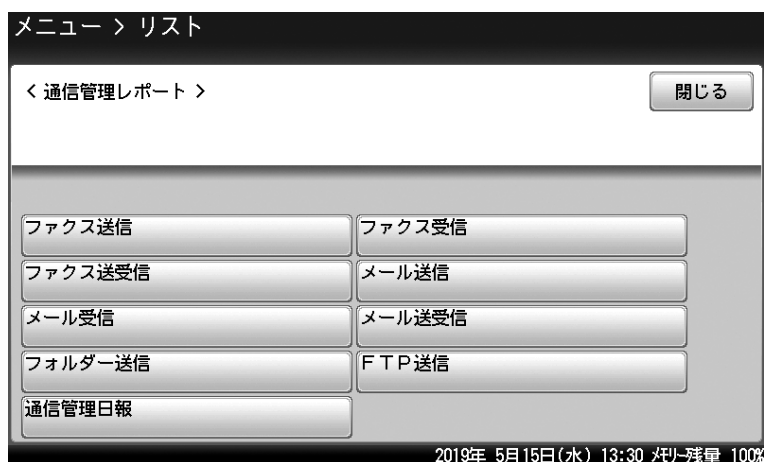 メニュー > リスト
< 通信管理レポート >
閉じる
ファクス送信
ファクス受信
ファクス送受信
メール送信
メール受信
メール送受信
フォルダー送信
FTP送信
通信管理日報
2019年 5月15日(水) 13:30 メモリー残量 100%